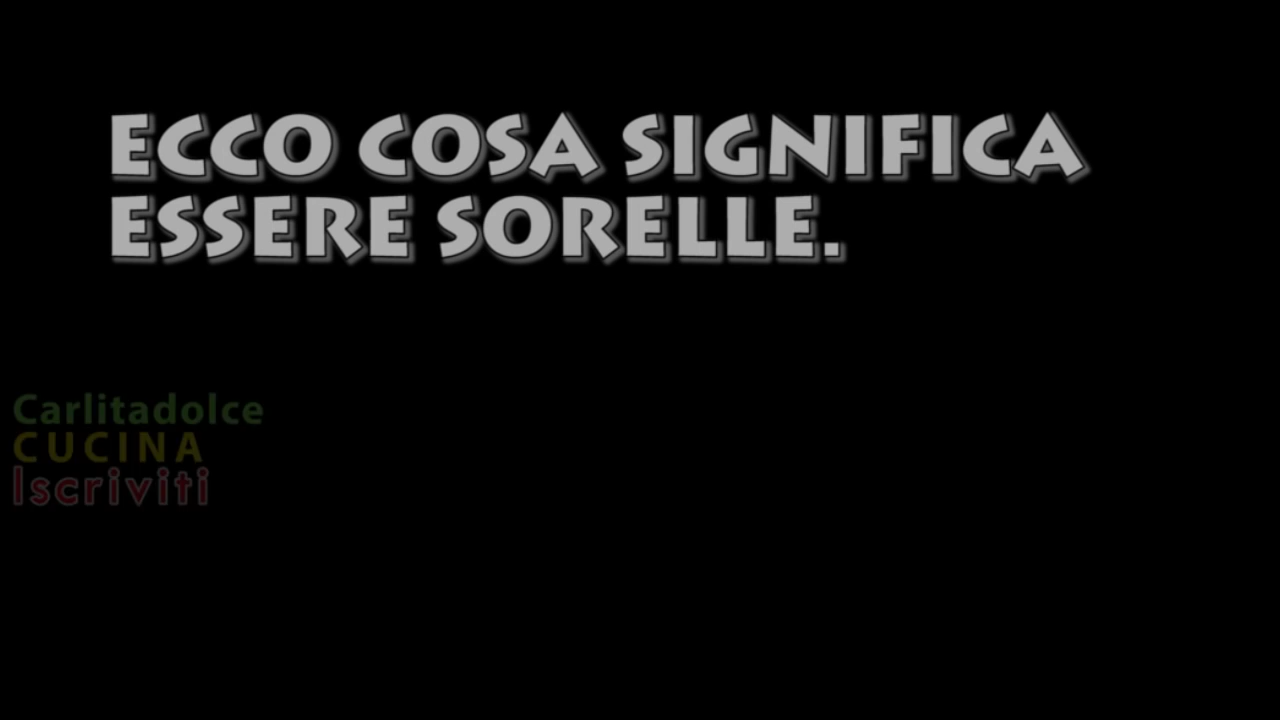 ECCO COSA SIGNIFICA
ESSERE SORELLE.
Carlitadolce
CUCINA
Iscriviti